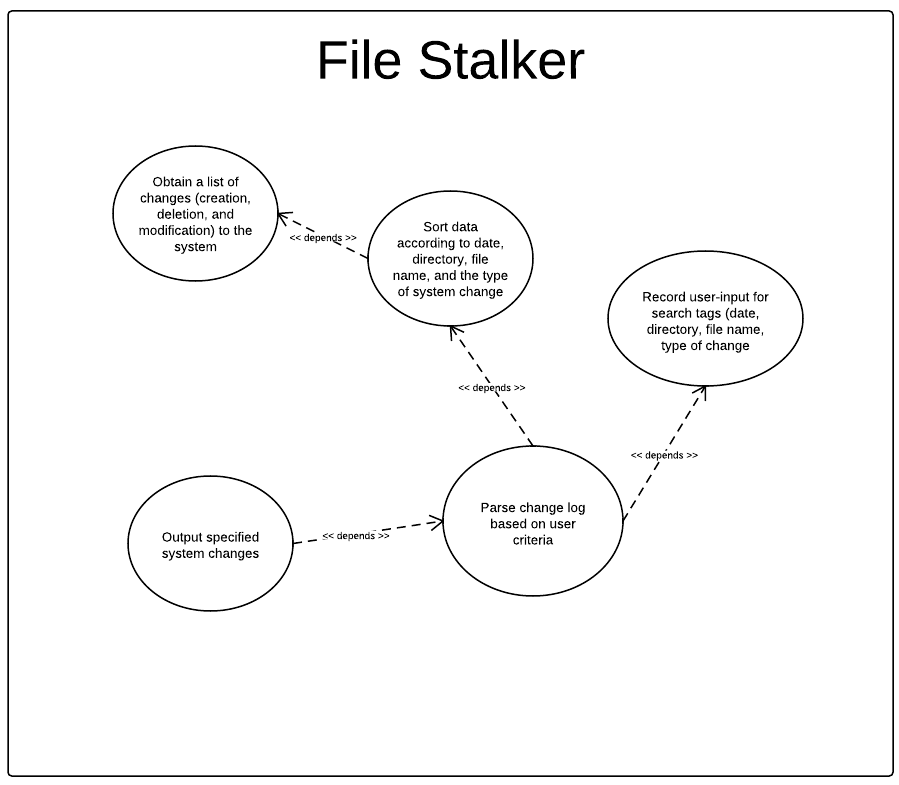 File Stalker
Obtain a list of
changes (creation,
deletion, and
modification) to the
system
<< depends >>
Sort data
according to date,
directory, file
name, and the type
of system change
Record user-input for
search tags (date,
directory, file name,
type of change
<< depends >>
<< depends >>
Output specified
system changes
<< depends >>
Parse change log
based on user
criteria